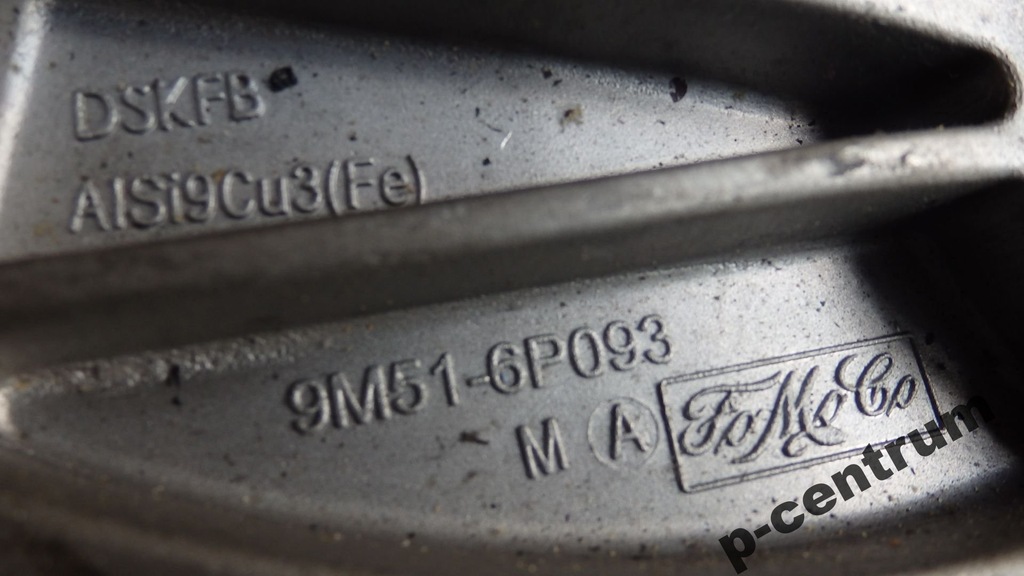 DSKFB
AlSi9Cu3(Fe)
9M51-6P093
M A FoMoCo
p-centrum